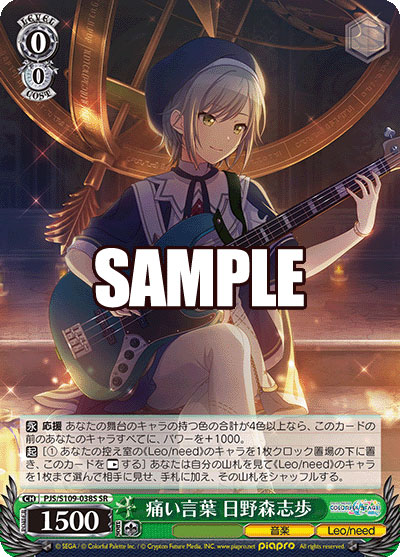 LEVEL
0
0
COST
SAMPLE
永 応援 あなたの舞台のキャラの持つ色の合計が4色以上なら、このカードの
前のあなたのキャラすべてに、パワーを+1000。
起 [① あなたの控え室の《Leo/need》のキャラを1枚クロック置場の下に置
き、このカードをする] あなたは自分の山札を見て《Leo/need》のキャラ
を1枚まで選んで相手に見せ、手札に加え、その山札をシャッフルする。
CH PJS/S109-038S SR
POWER
1500
痛い言葉 日野森志歩
COLORFUL STAGE
音楽 Leo/need
© SEGA / © Colorful Palette Inc. / © Crypton Future Media, INC. www.piapro.net piapro All rights reserved.